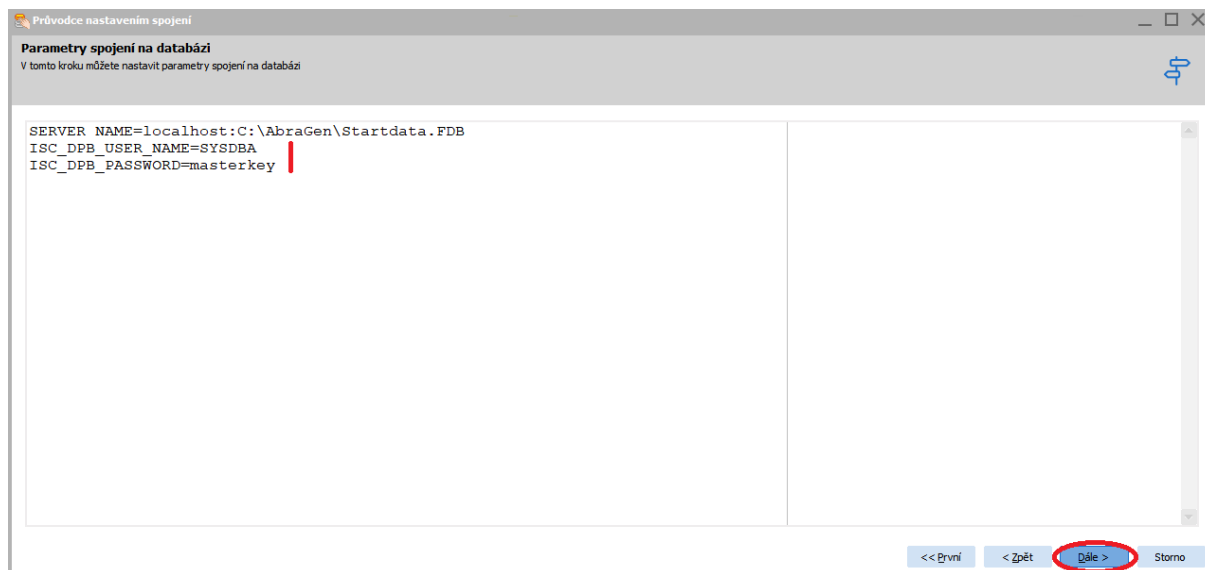 Průvodce nastavením spojení
Parametry spojení na databázi
V tomto kroku můžete nastavit parametry spojení na databázi
SERVER NAME=localhost:C:\AbraGen\Startdata.FDB
ISC_DPB_USER_NAME=SYSDBA
ISC_DPB_PASSWORD=masterkey
<< První < Zpět Dále > Storno